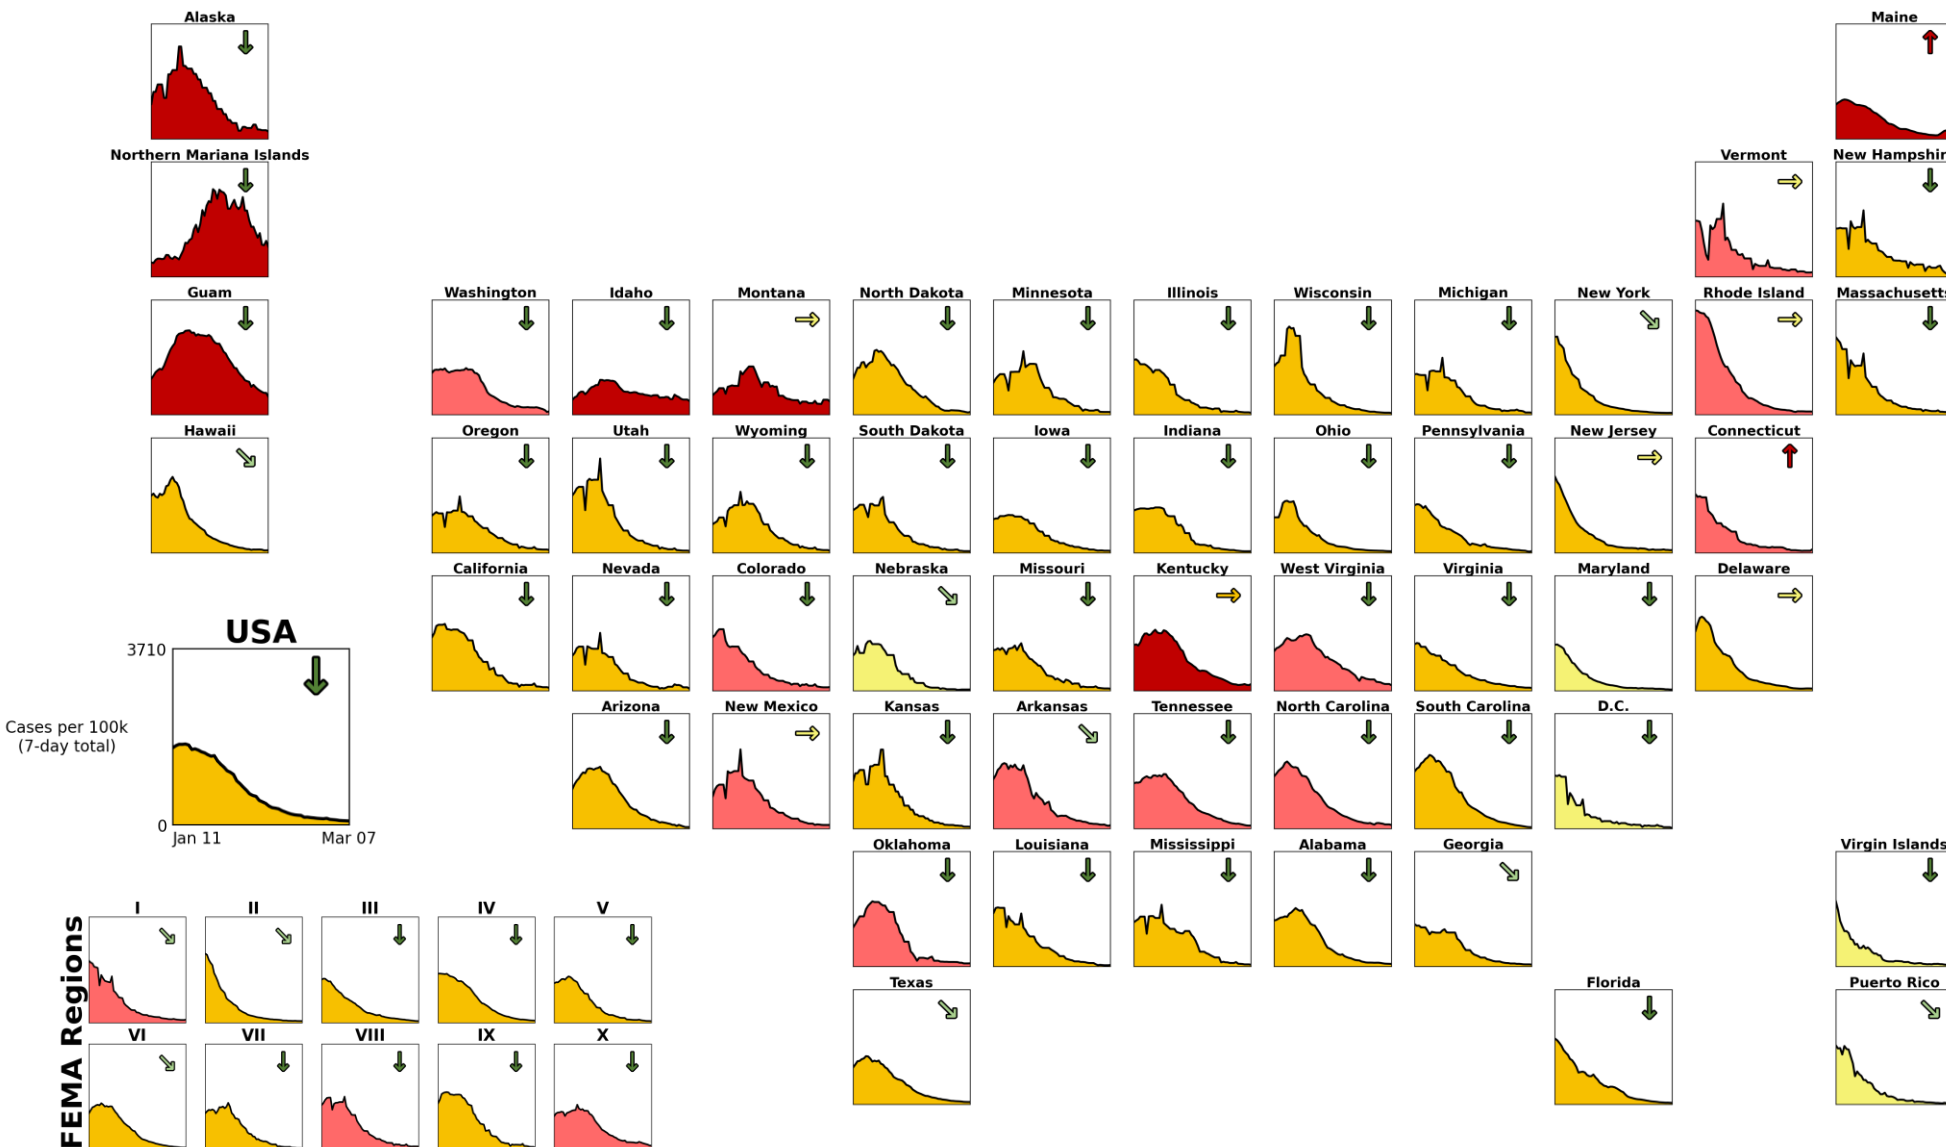 Alaska
Maine
Northern Mariana Islands
Vermont
New Hampshir
Guam
Washington
Idaho
Montana
North Dakota
Minnesota
Illinois
Wisconsin
Michigan
New York
Rhode Island
Massachusetts
Hawaii
Oregon
Utah
Wyoming
South Dakota
Iowa
Indiana
Ohio
Pennsylvania
New Jersey
Connecticut
California
Nevada
Colorado
Nebraska
Missouri
Kentucky
West Virginia
Virginia
Maryland
Delaware
USA
3710
Cases per 100k
(7-day total)
0
Jan 11
Mar 07
Arizona
New Mexico
Kansas
Arkansas
Tennessee
North Carolina
South Carolina
D.C.
Oklahoma
Louisiana
Mississippi
Alabama
Georgia
Virgin Islands
Texas
Florida
Puerto Rico
FEMA Regions
I
II
III
IV
V
VI
VII
VIII
IX
X